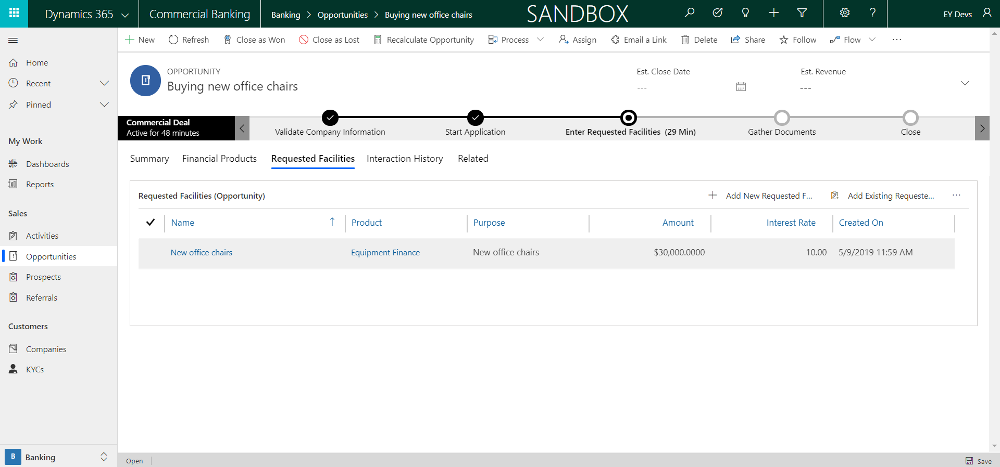 Dynamics 365
Commercial Banking
Banking > Opportunities > Buying new office chairs
SANDBOX
?
EY Devs
New
Refresh
Close as Won
Close as Lost
Recalculate Opportunity
Process
Assign
Email a Link
Delete
Share
Follow
Flow
...
Home
Recent
Pinned
My Work
Dashboards
Reports
Sales
Activities
Opportunities
Prospects
Referrals
Customers
Companies
KYCs
B
Banking
OPPORTUNITY
Buying new office chairs
Est. Close Date
---
Est. Revenue
---
Commercial Deal
Active for 48 minutes
Validate Company Information
Start Application
Enter Requested Facilities (29 Min)
Gather Documents
Close
Summary
Financial Products
Requested Facilities
Interaction History
Related
Requested Facilities (Opportunity)
Add New Requested F...
Add Existing Requeste...
...
Name
Product
Purpose
Amount
Interest Rate
Created On
New office chairs
Equipment Finance
New office chairs
$30,000.0000
10.00
5/9/2019 11:59 AM
Open
Save